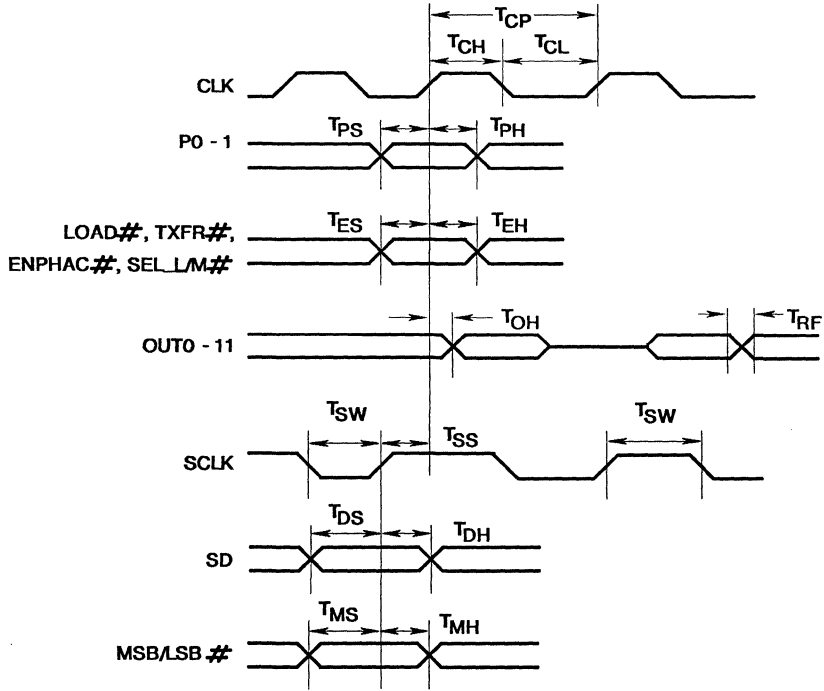 TCP
TCH TCL
CLK
TPS TPH
P0 - 1
LOAD#, TXFR#, TES TEH
ENPHAC#, SEL_L/M#
TOH TRF
OUT0 - 11
TSW TSS TSW
SCLK
TDS TDH
SD
TMS TMH
MSB/LSB #